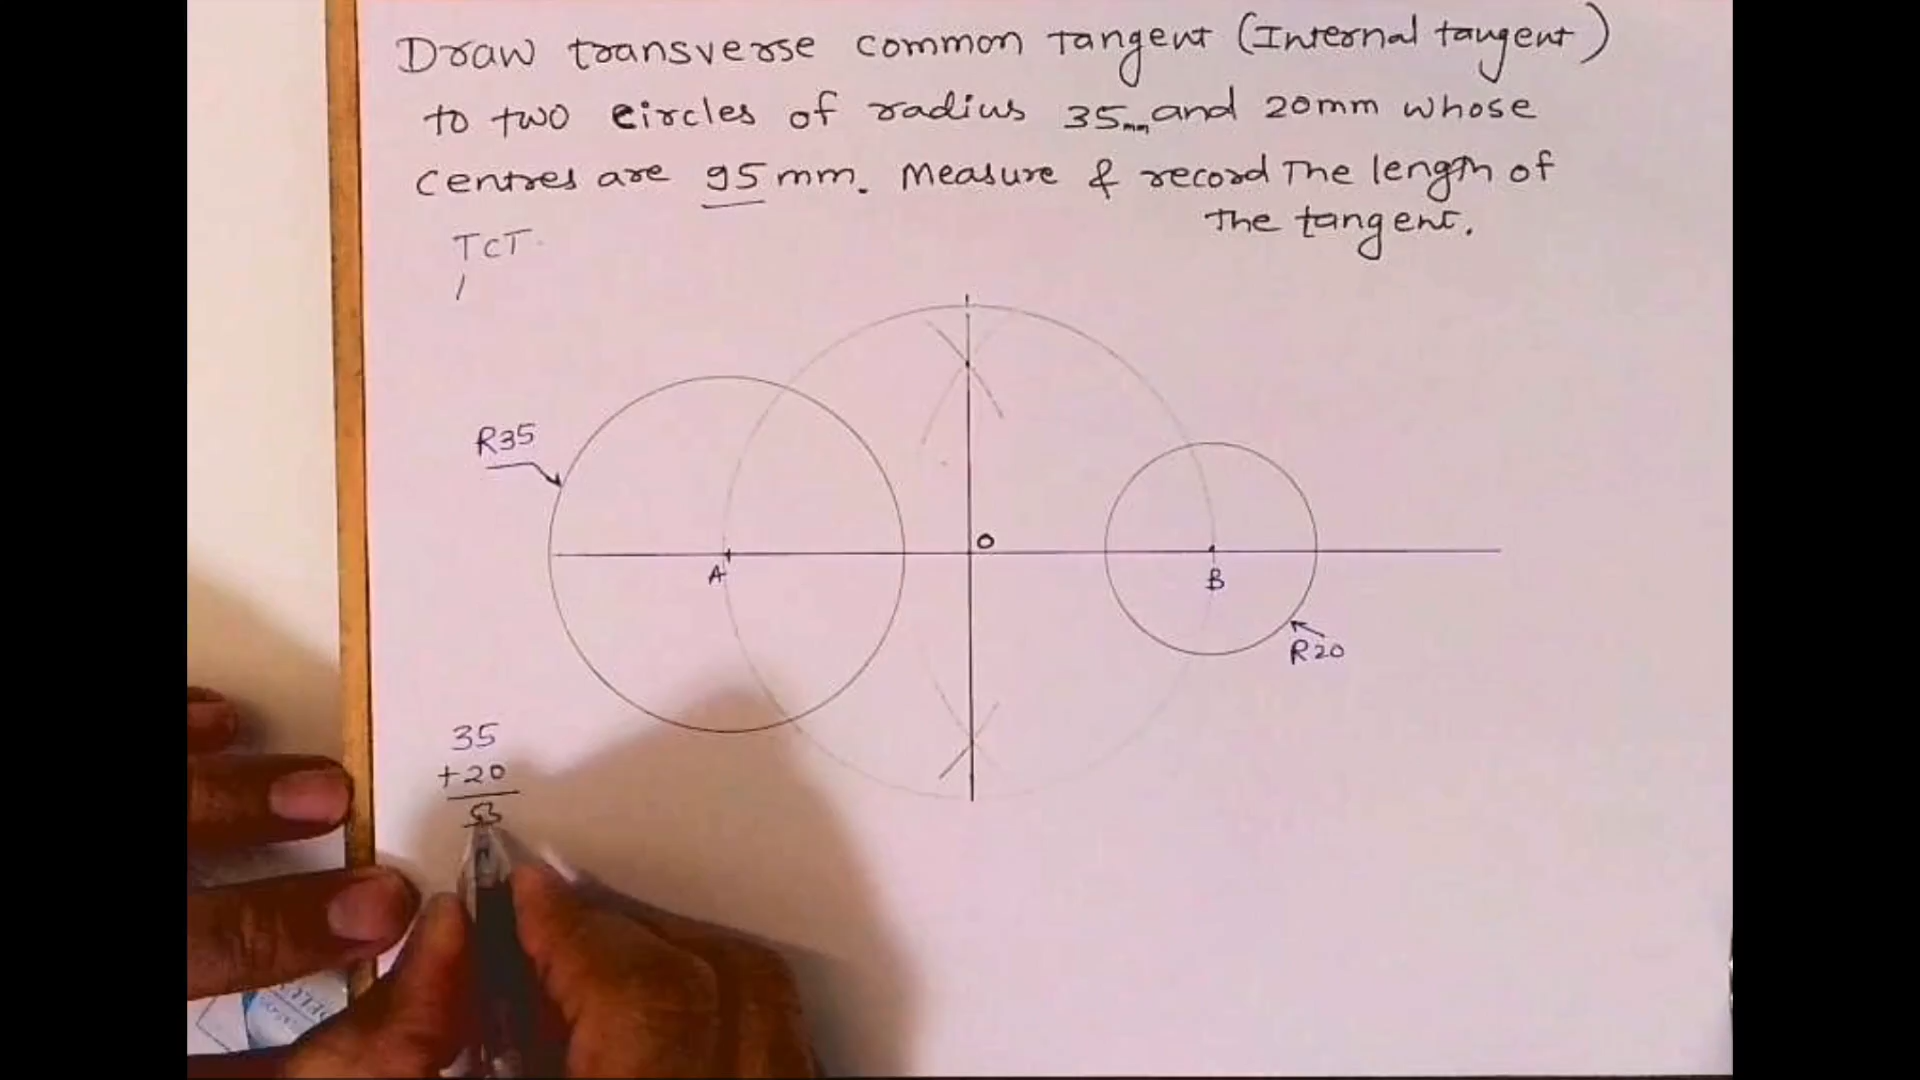 Draw transverse common tangent (Internal tangent)
to two circles of radius 35mm and 20mm whose
centres are 95 mm. Measure & record The length of
The tangent.
TCT
R35
O
A
B
R20
35
+20